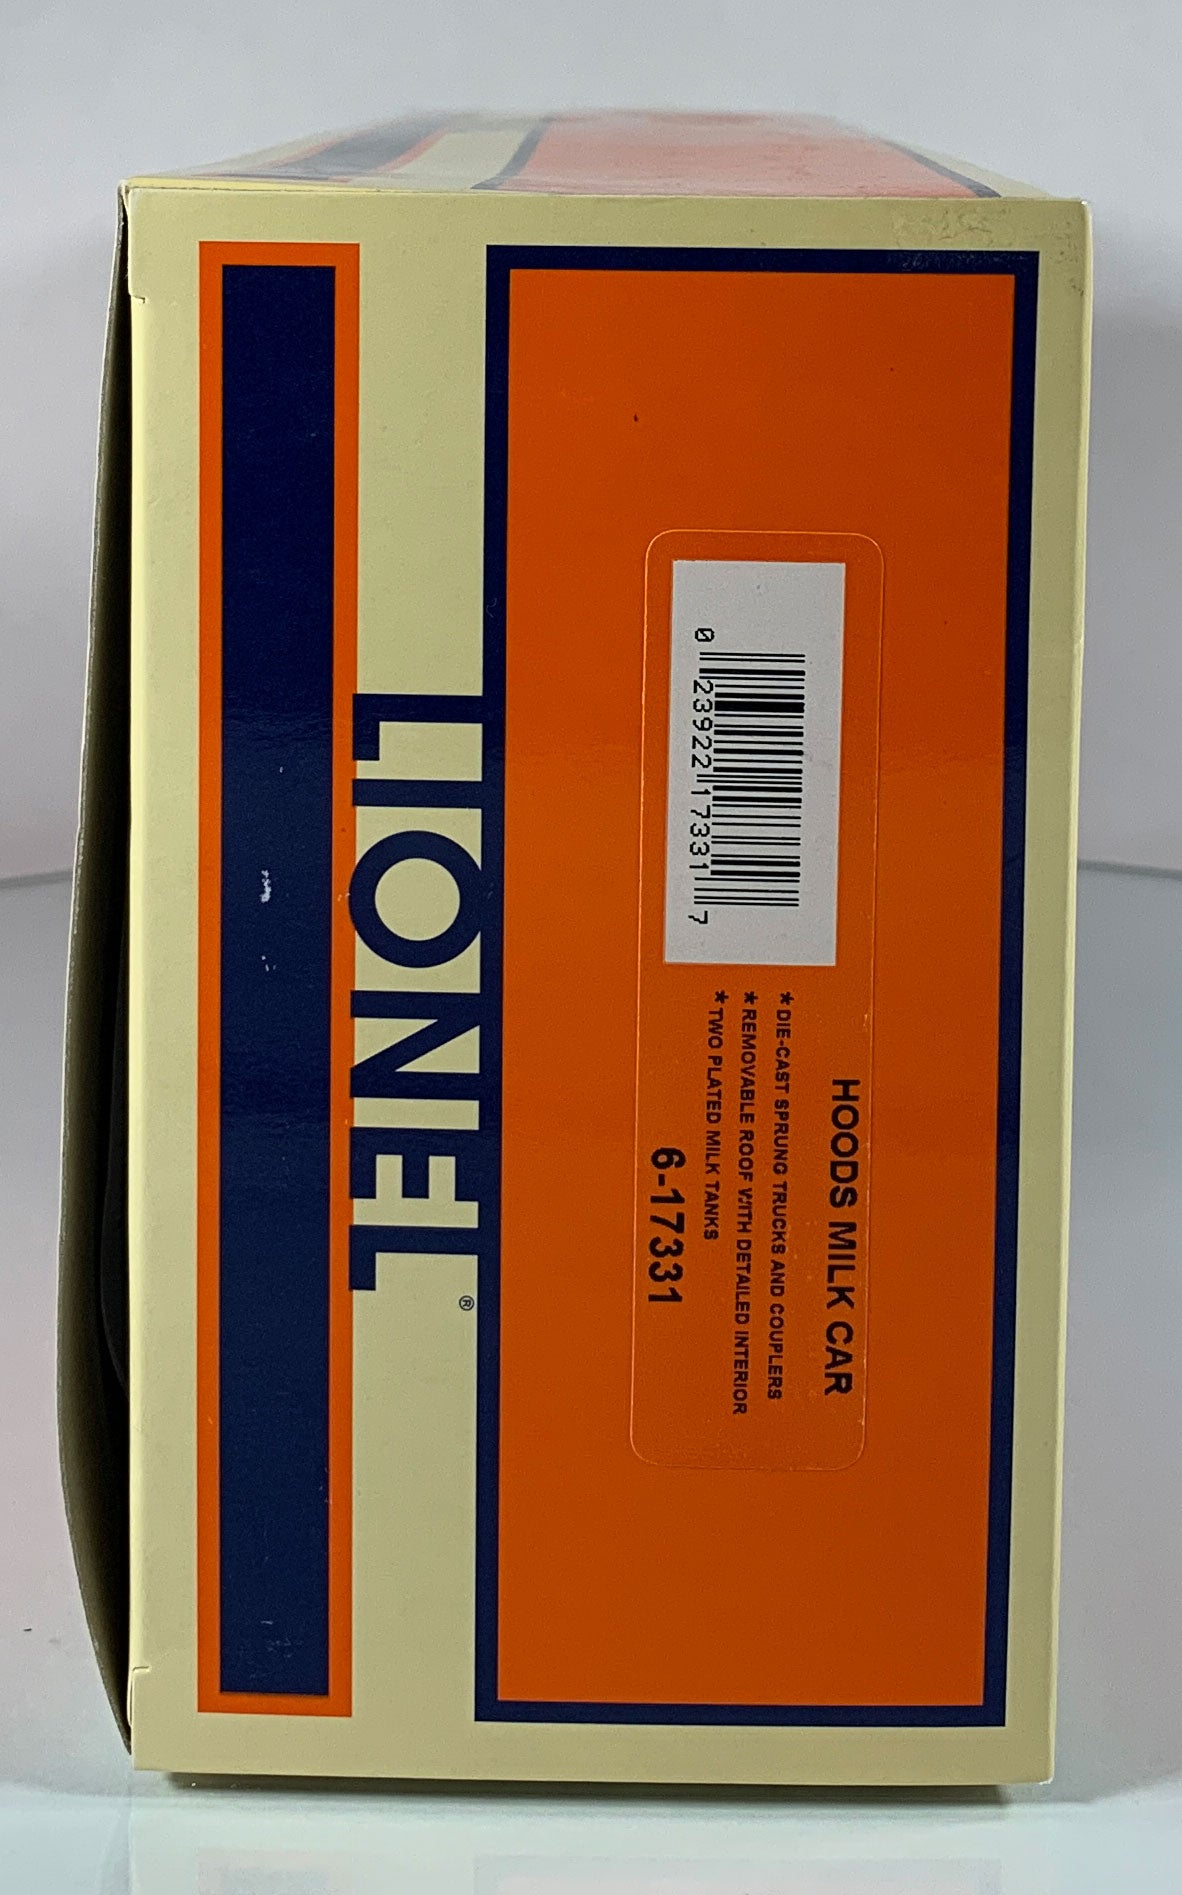 LIONEL®
HOODS MILK CAR
*DIE-CAST SPRUNG TRUCKS AND COUPLERS
*REMOVABLE ROOF WITH DETAILED INTERIOR
*TWO PLATED MILK TANKS
6-17331
0 23922 17331 7